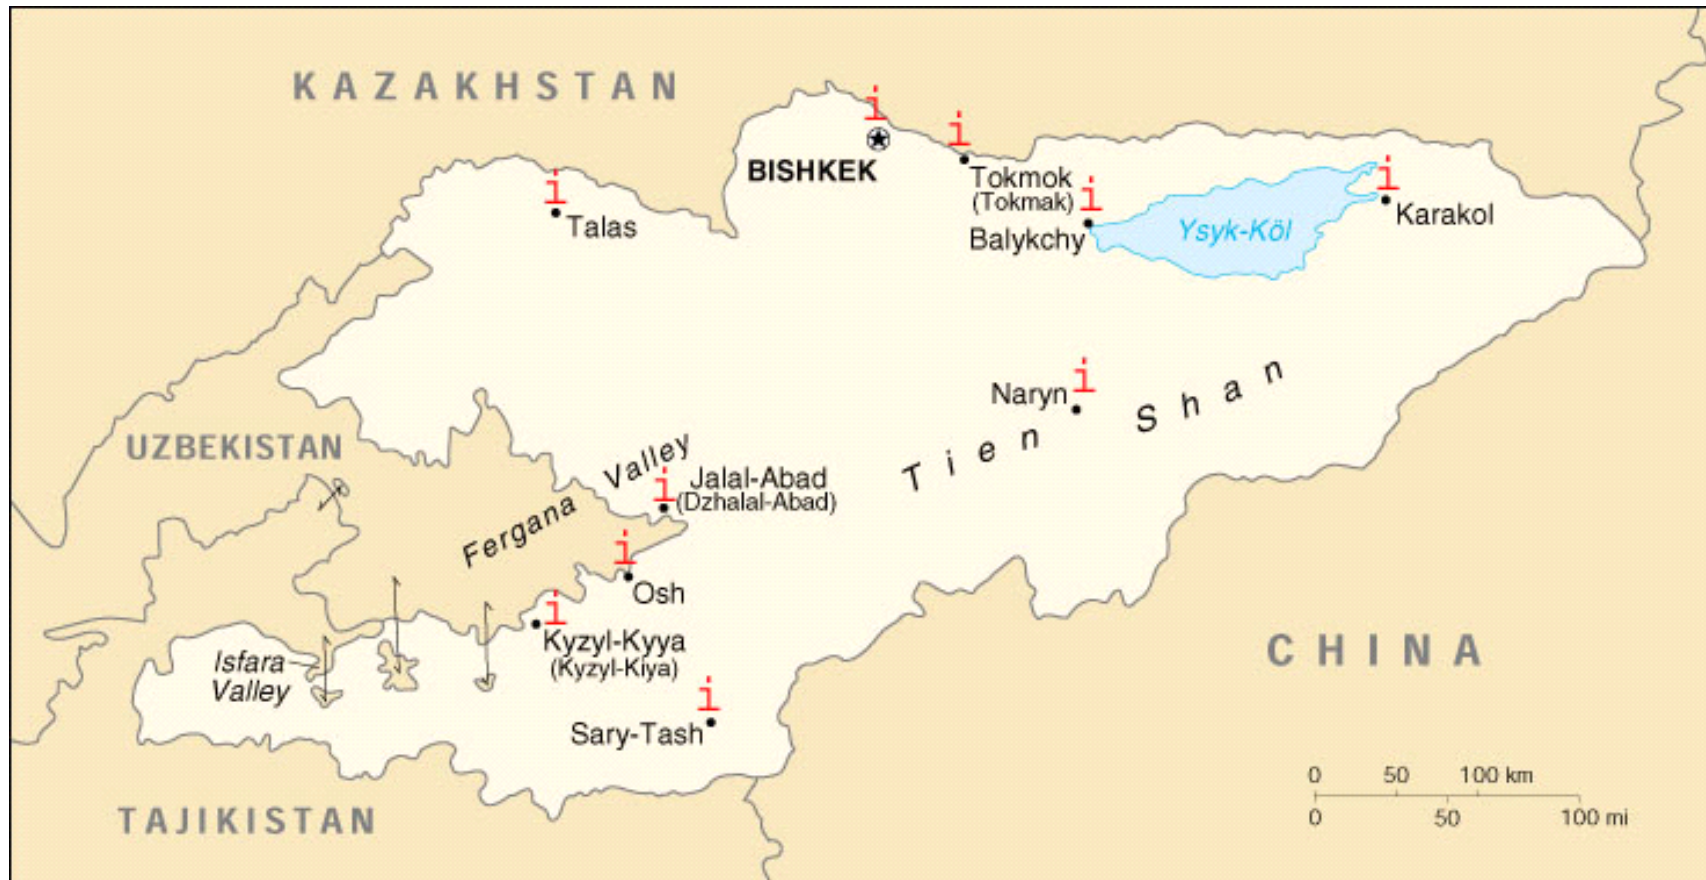 KAZAKHSTAN
i
i
BISHKEK
i
Tokmok
(Tokmak)
i
Talas
i
Balykchy
Ysyk-Köl
i
Karakol
i
Naryn
Tien Shan
UZBEKISTAN
Fergana Valley
i
Jalal-Abad
(Dzhalal-Abad)
i
Osh
i
Kyzyl-Kyya
(Kyzyl-Kiya)
Isfara
Valley
i
Sary-Tash
CHINA
TAJIKISTAN
0 50 100 km
0 50 100 mi